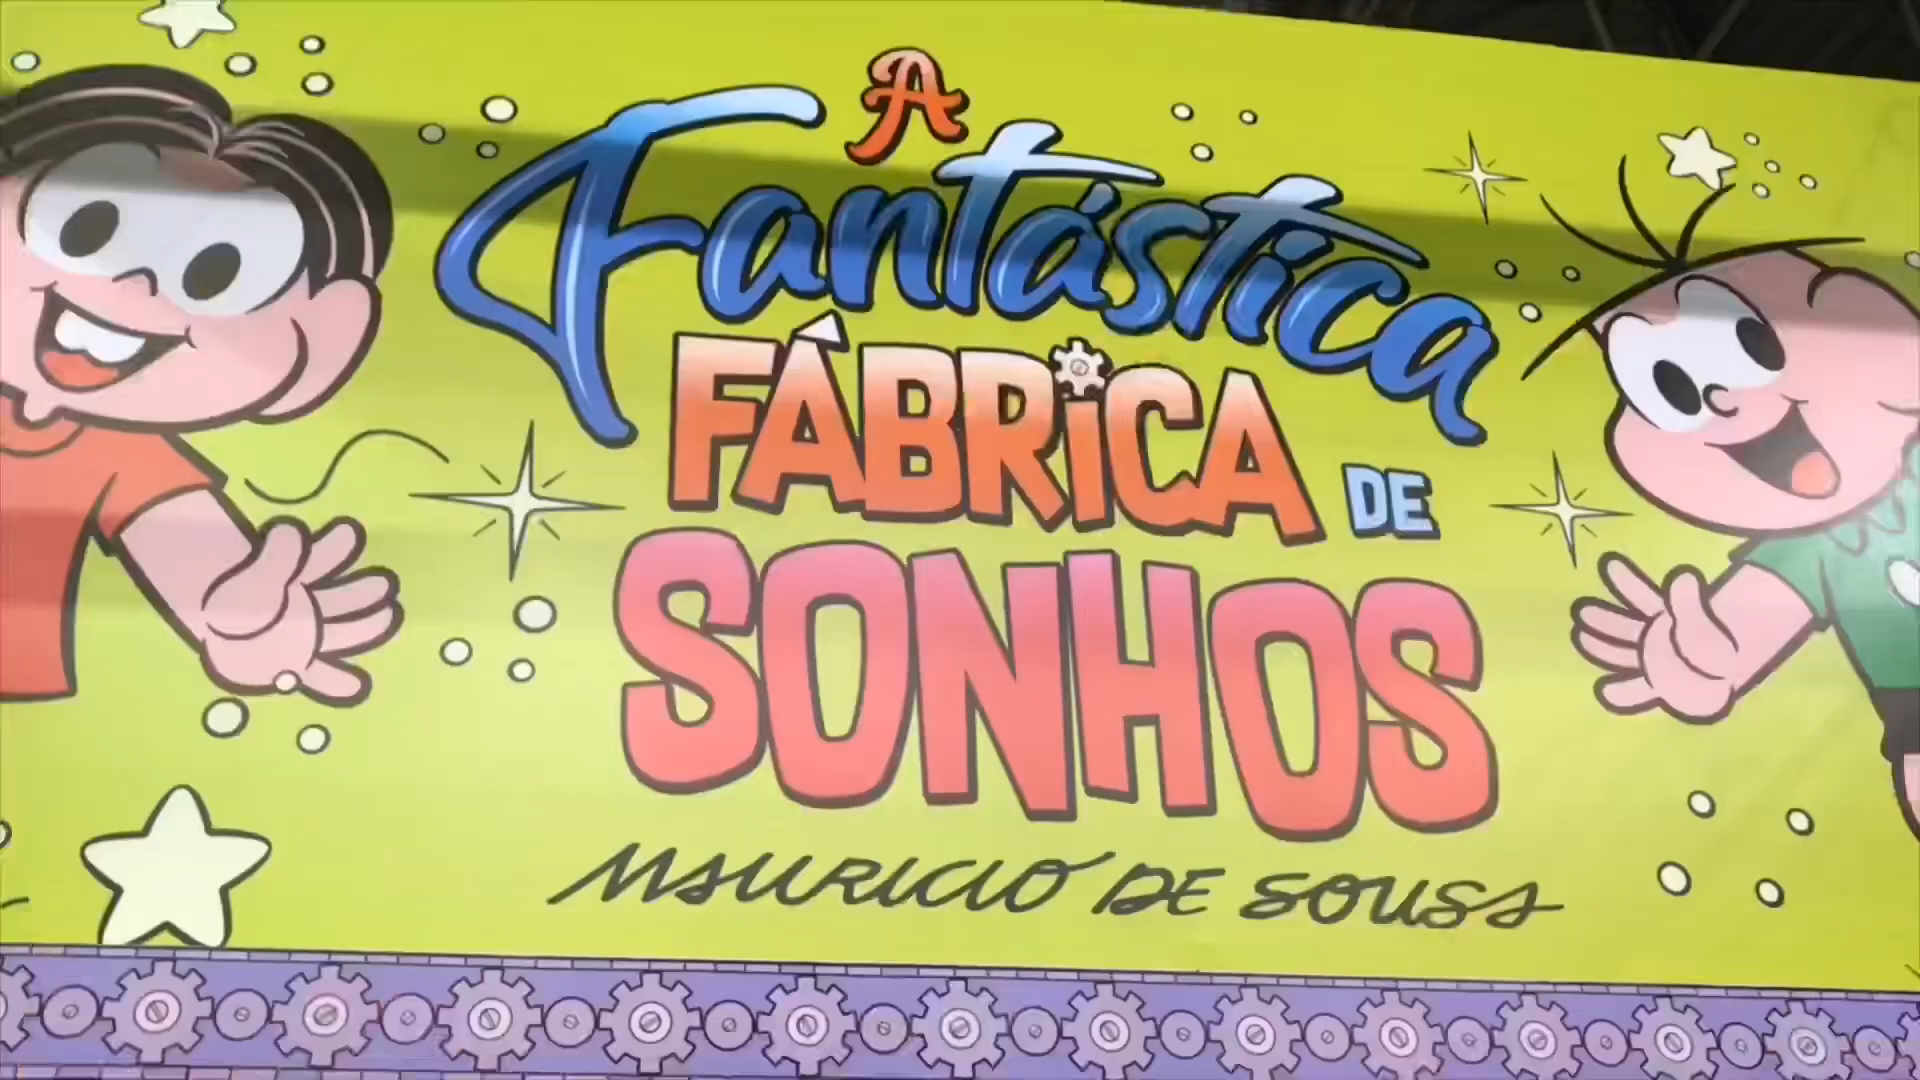 A
Fantástica
FÁBRiCA DE
SONHOS
MAURICIO DE SOUSA